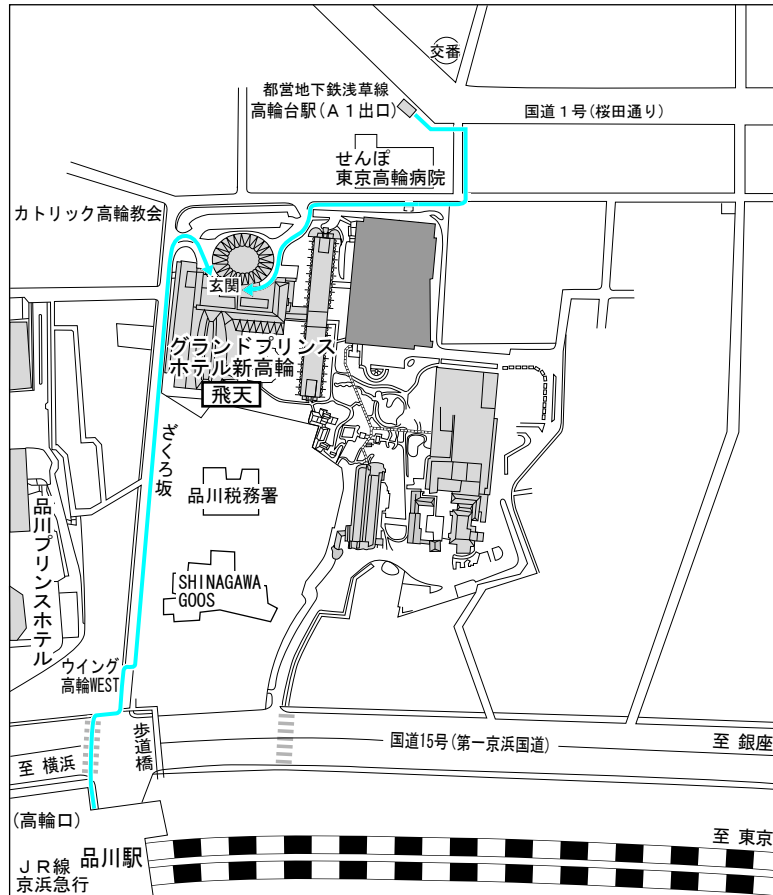 交番
都営地下鉄浅草線
高輪台駅(A1出口)
国道1号(桜田通り)
せんぽ
東京高輪病院
カトリック高輪教会
玄関
グランドプリンス
ホテル新高輪
飛天
ざくろ坂
品川税務署
品川プリンスホテル
SHINAGAWA
GOOS
ウイング
高輪WEST
歩道橋
国道15号(第一京浜国道)
至 銀座
至 横浜
(高輪口)
至 東京
品川駅
JR線
京浜急行